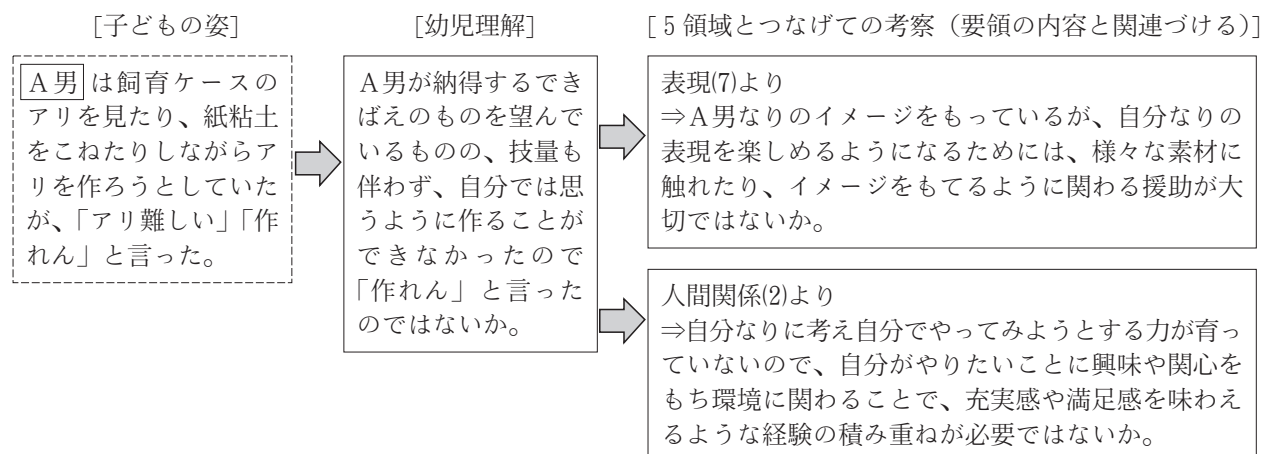 [子どもの姿]
[幼児理解]
[５領域とつなげての考察（要領の内容と関連づける)]
Ａ男は飼育ケースの
アリを見たり、紙粘土
をこねたりしながらア
リを作ろうとしていた
が、「アリ難しい」「作
れん」と言った。
Ａ男が納得するでき
ばえのものを望んで
いるものの、技量も
伴わず、自分では思
うように作ることが
できなかったので
「作れん」と言った
のではないか。
表現(7)より
⇒Ａ男なりのイメージをもっているが、自分なりの
表現を楽しめるようになるためには、様々な素材に
触れたり、イメージをもてるように関わる援助が大
切ではないか。
人間関係(2)より
⇒自分なりに考え自分でやってみようとする力が育っ
ていないので、自分がやりたいことに興味や関心を
もち環境に関わることで、充実感や満足感を味わえ
るような経験の積み重ねが必要ではないか。